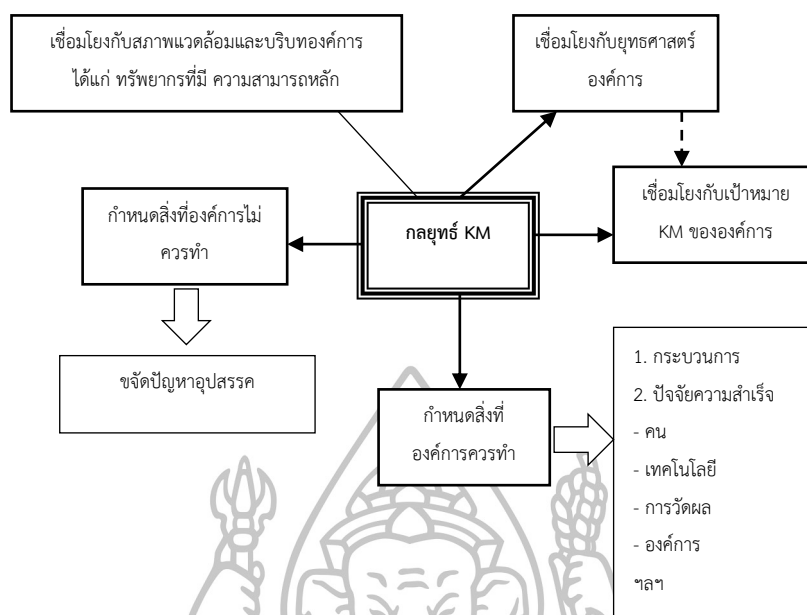 เชื่อมโยงกับสภาพแวดล้อมและบริบทองค์การ
ได้แก่ ทรัพยากรที่มี ความสามารถหลัก
เชื่อมโยงกับยุทธศาสตร์
องค์การ
กำหนดสิ่งที่องค์การไม่
ควรทำ
กลยุทธ์ KM
เชื่อมโยงกับเป้าหมาย
KM ขององค์การ
ขจัดปัญหาอุปสรรค
กำหนดสิ่งที่
องค์การควรทำ
1. กระบวนการ
2. ปัจจัยความสำเร็จ
- คน
- เทคโนโลยี
- การวัดผล
- องค์การ
ฯลฯ